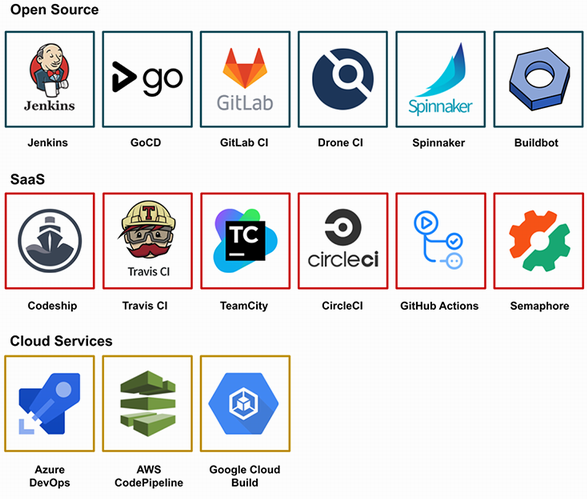 Open Source
Jenkins
go
GitLab
Spinnaker
Jenkins
GoCD
GitLab CI
Drone CI
Spinnaker
Buildbot
SaaS
T
Travis CI
TC
circleci
Codeship
Travis CI
TeamCity
CircleCI
GitHub Actions
Semaphore
Cloud Services
Azure
DevOps
AWS
CodePipeline
Google Cloud
Build